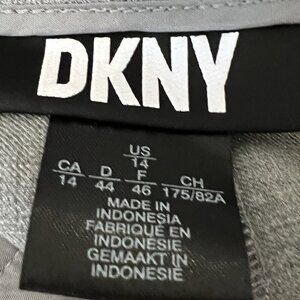 DKNY
US
14
CA D F CH
14 44 46 175/82A
MADE IN
INDONESIA
FABRIQUÉ EN
INDONÉSIE
GEMAAKT IN
INDONESIE